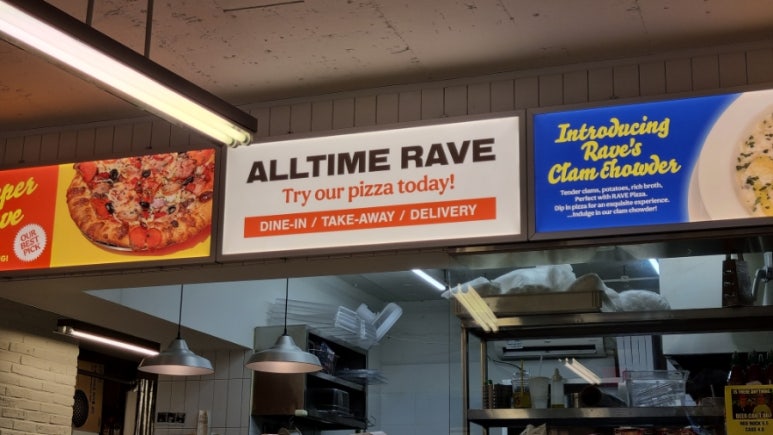 ve
OUR
BEST
PICK
ALLTIME RAVE
Try our pizza today!
DINE-IN / TAKE-AWAY / DELIVERY
Introducing
Rave's
Clam Chowder
Tender clams, potatoes, rich broth,
Perfect with RAVE Pizza.
Dip in pizza for an exquisite experience.
...Indulge in our clam chowder!